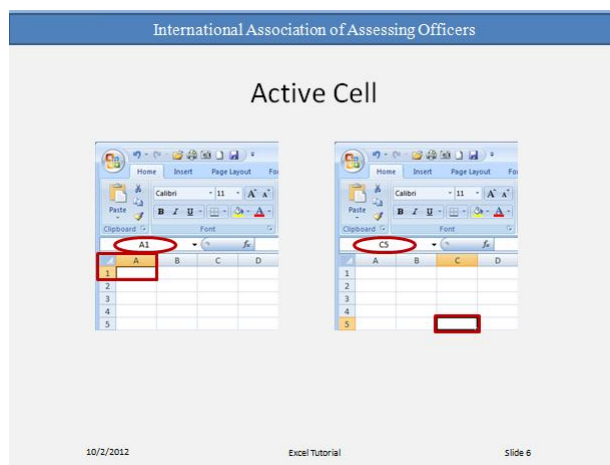 International Association of Assessing Officers
Active Cell
Home Insert Page Layout
Calibri 11 A A
Paste B I U A
Clipboard Font
A1 fx
A B C D
1
2
3
4
5
Home Insert Page Layout
Calibri 11 A A
Paste B I U A
Clipboard Font
C5 fx
A B C D
1
2
3
4
5
10/2/2012 Excel Tutorial Slide 6